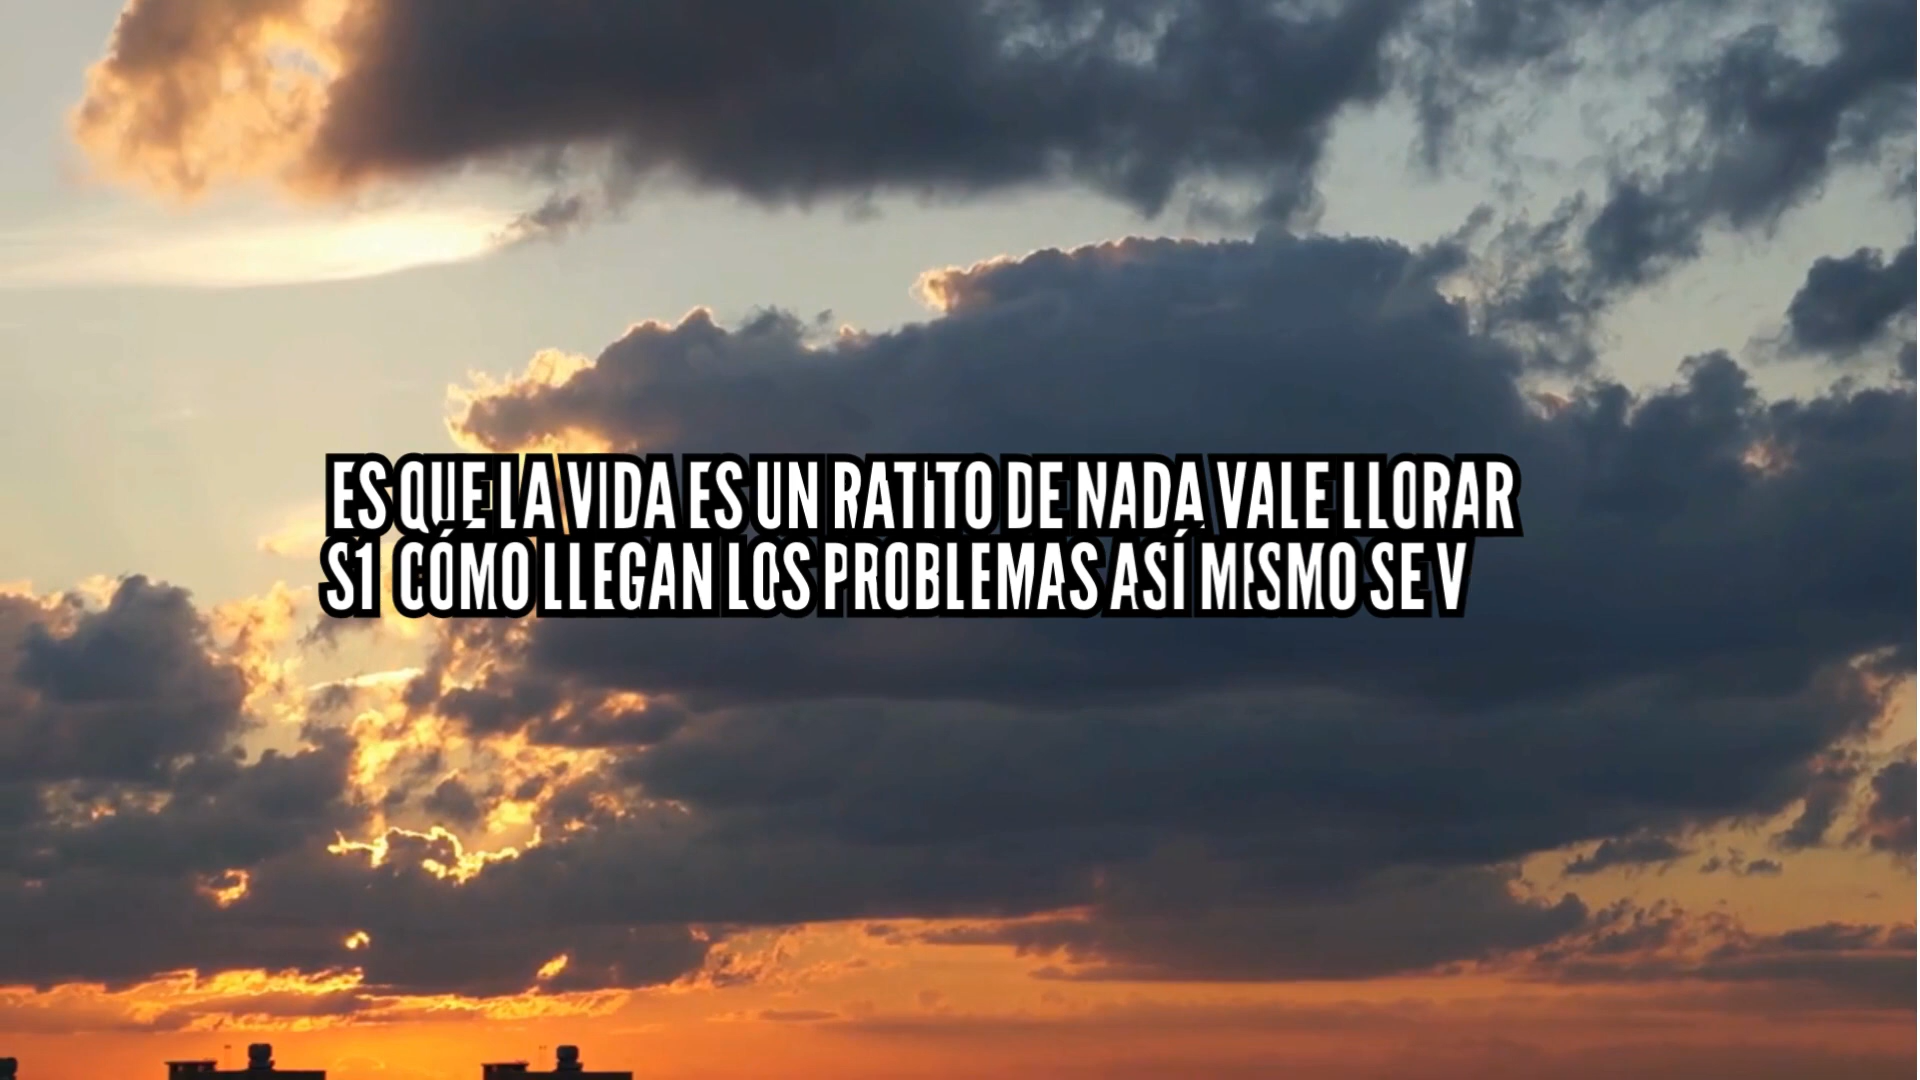 ES QUE LA VIDA ES UN RATITO DE NADA VALE LLORAR
S1 CÓMO LLEGAN LOS PROBLEMAS ASÍ MISMO SE V